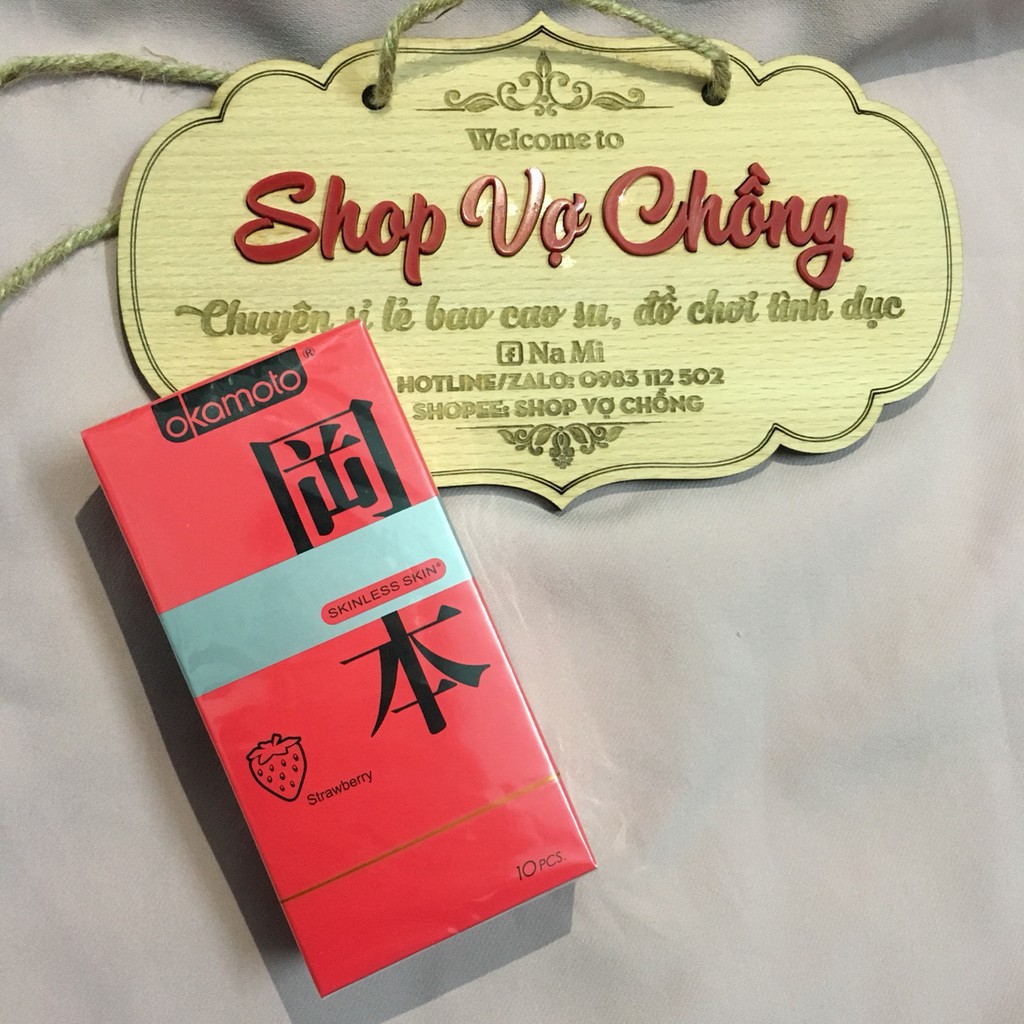 Welcome to
Shop Vợ Chồng
Chuyên sỉ lẻ bao cao su, đồ chơi tình dục
Na Mi
HOTLINE/ZALO: 0983 112 502
SHOPEE: SHOP VỢ CHỒNG
okamoto®
岡
SKINLESS SKIN®
本
Strawberry
10 PCS.